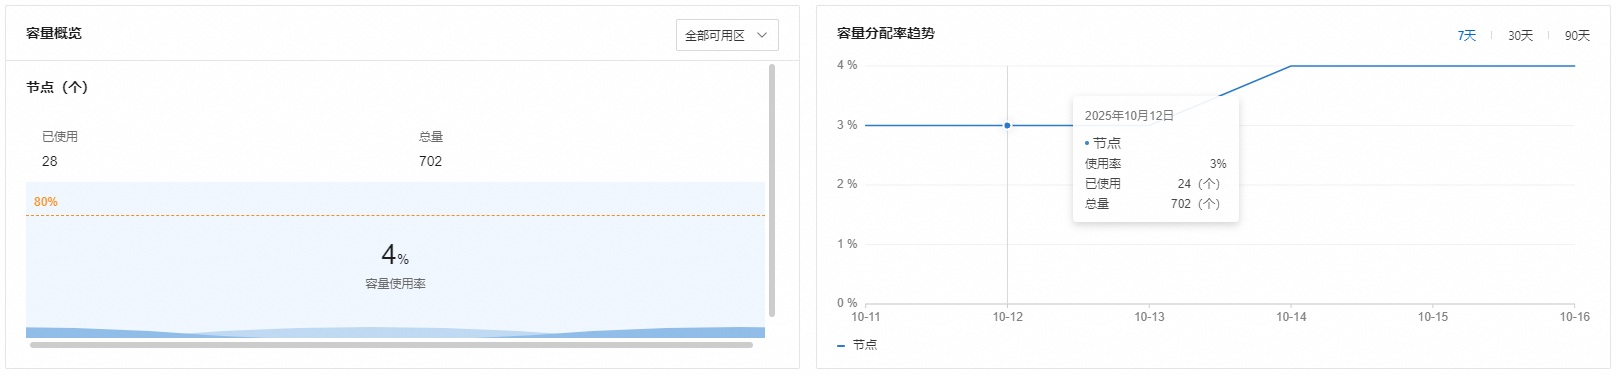 容量概览
全部可用区
节点（个）
已使用
总量
28
702
80%
4%
容量使用率
容量分配率趋势
7天
30天
90天
4 %
3 %
2 %
1 %
0 %
2025年10月12日
节点
使用率 3%
已使用 24（个）
总量 702（个）
10-11
10-12
10-13
10-14
10-15
10-16
节点